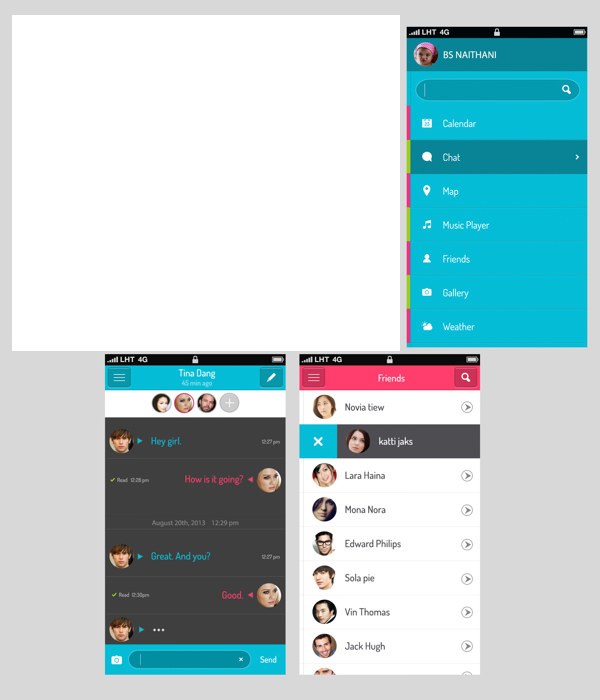 LHT 4G
BS NAITHANI
Calendar
Chat
Map
Music Player
Friends
Gallery
Weather
LHT 4G
Tina Dang
45 min ago
Hey girl.
12:27 pm
Read 12:28 pm
How is it going?
August 20th, 2013 12:29 pm
Great. And you?
12:27 pm
Read 12:30pm
Good.
Send
LHT 4G
Friends
Novia tiew
katti jaks
Lara Haina
Mona Nora
Edward Philips
Sola pie
Vin Thomas
Jack Hugh